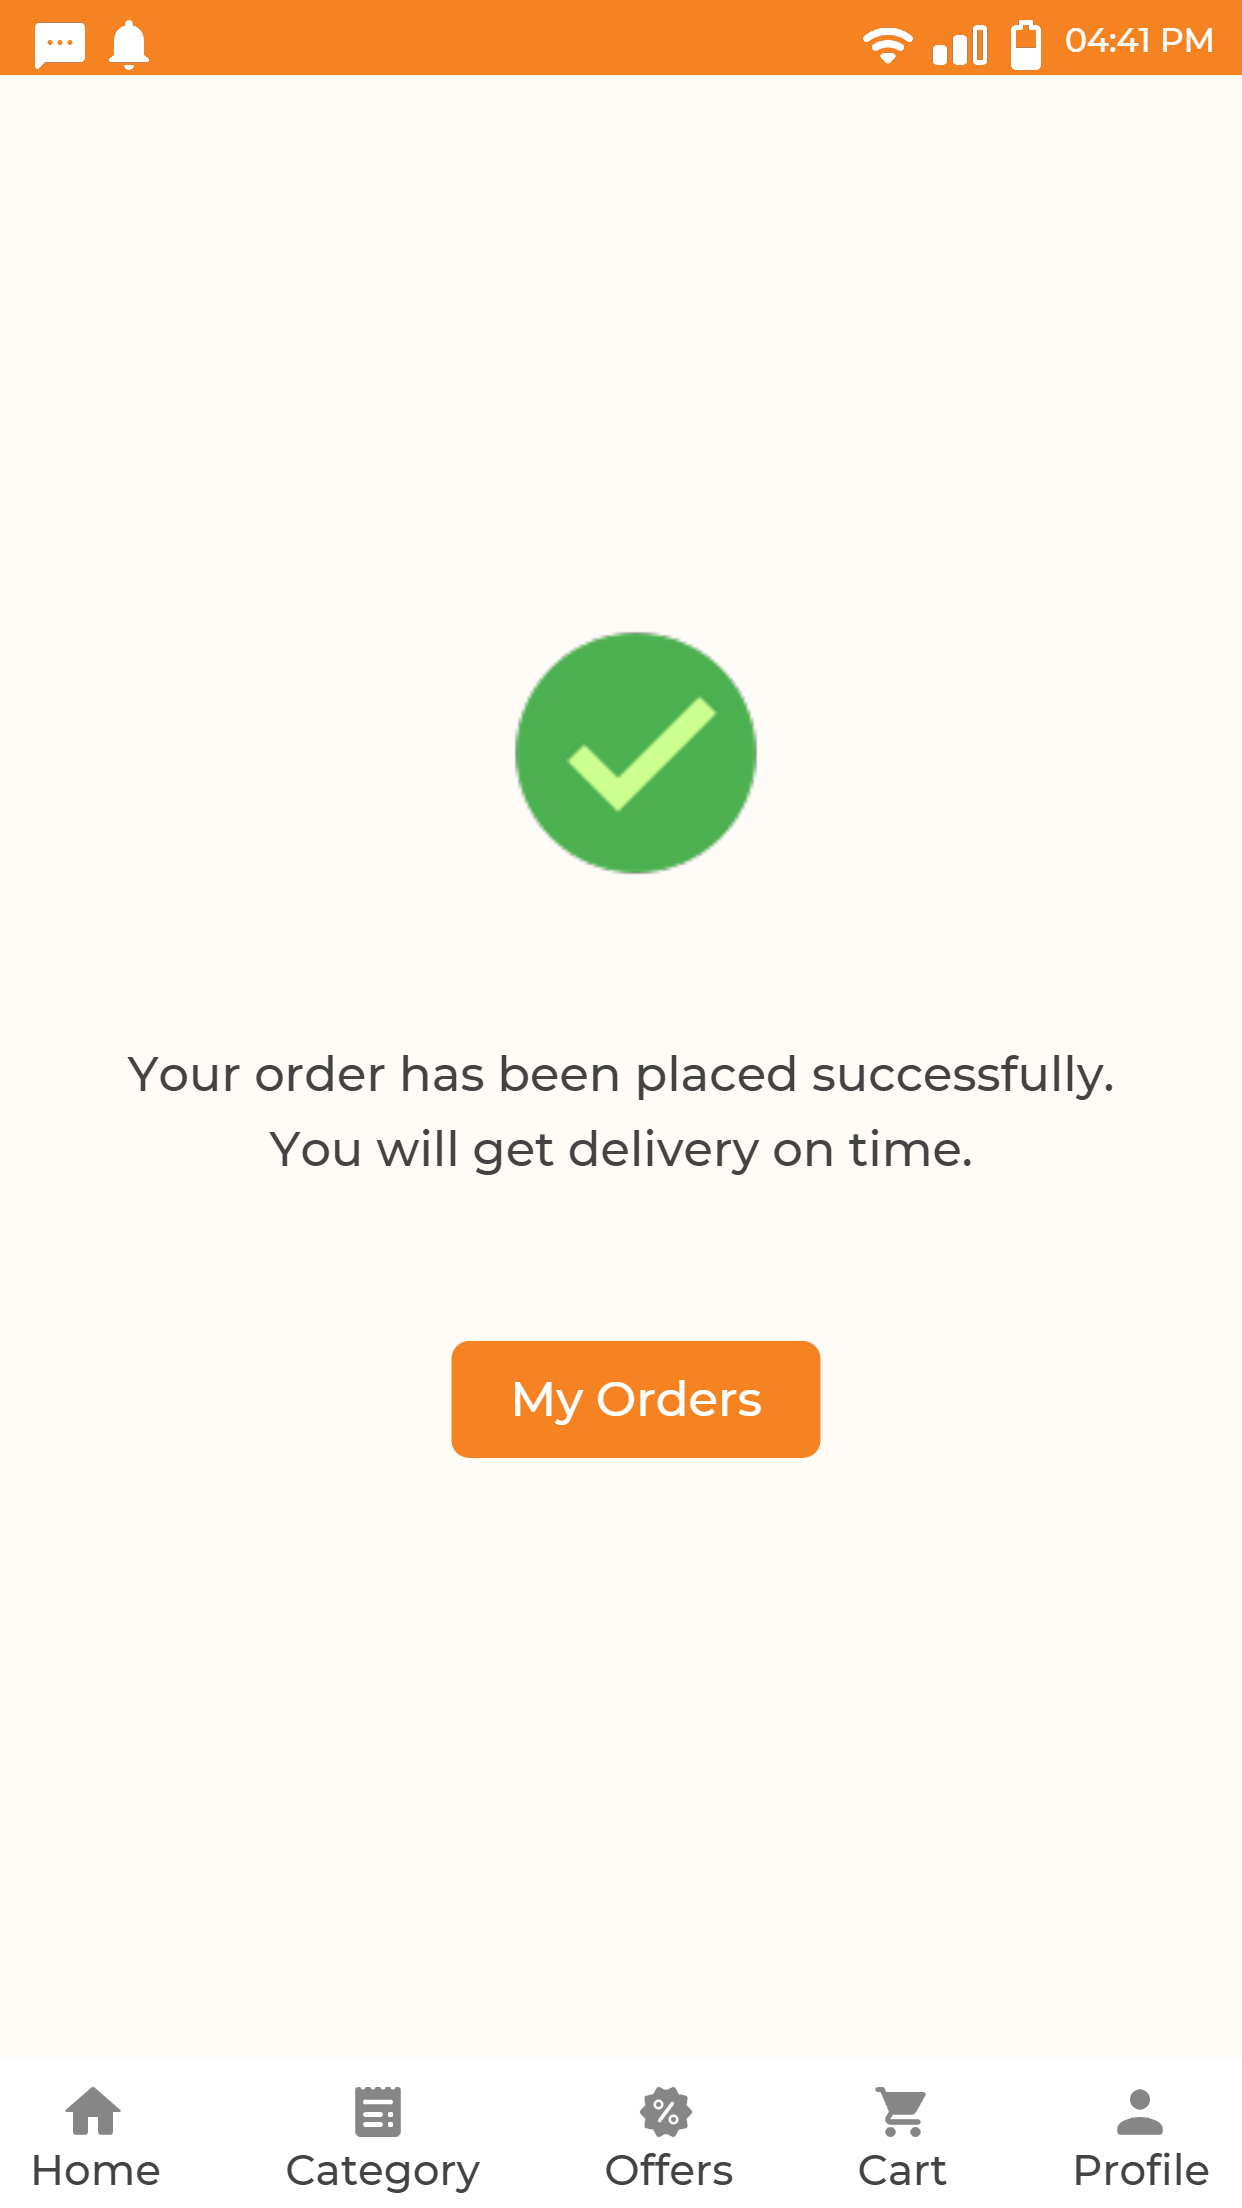 04:41 PM
Your order has been placed successfully.
You will get delivery on time.
My Orders
Home Category Offers Cart Profile